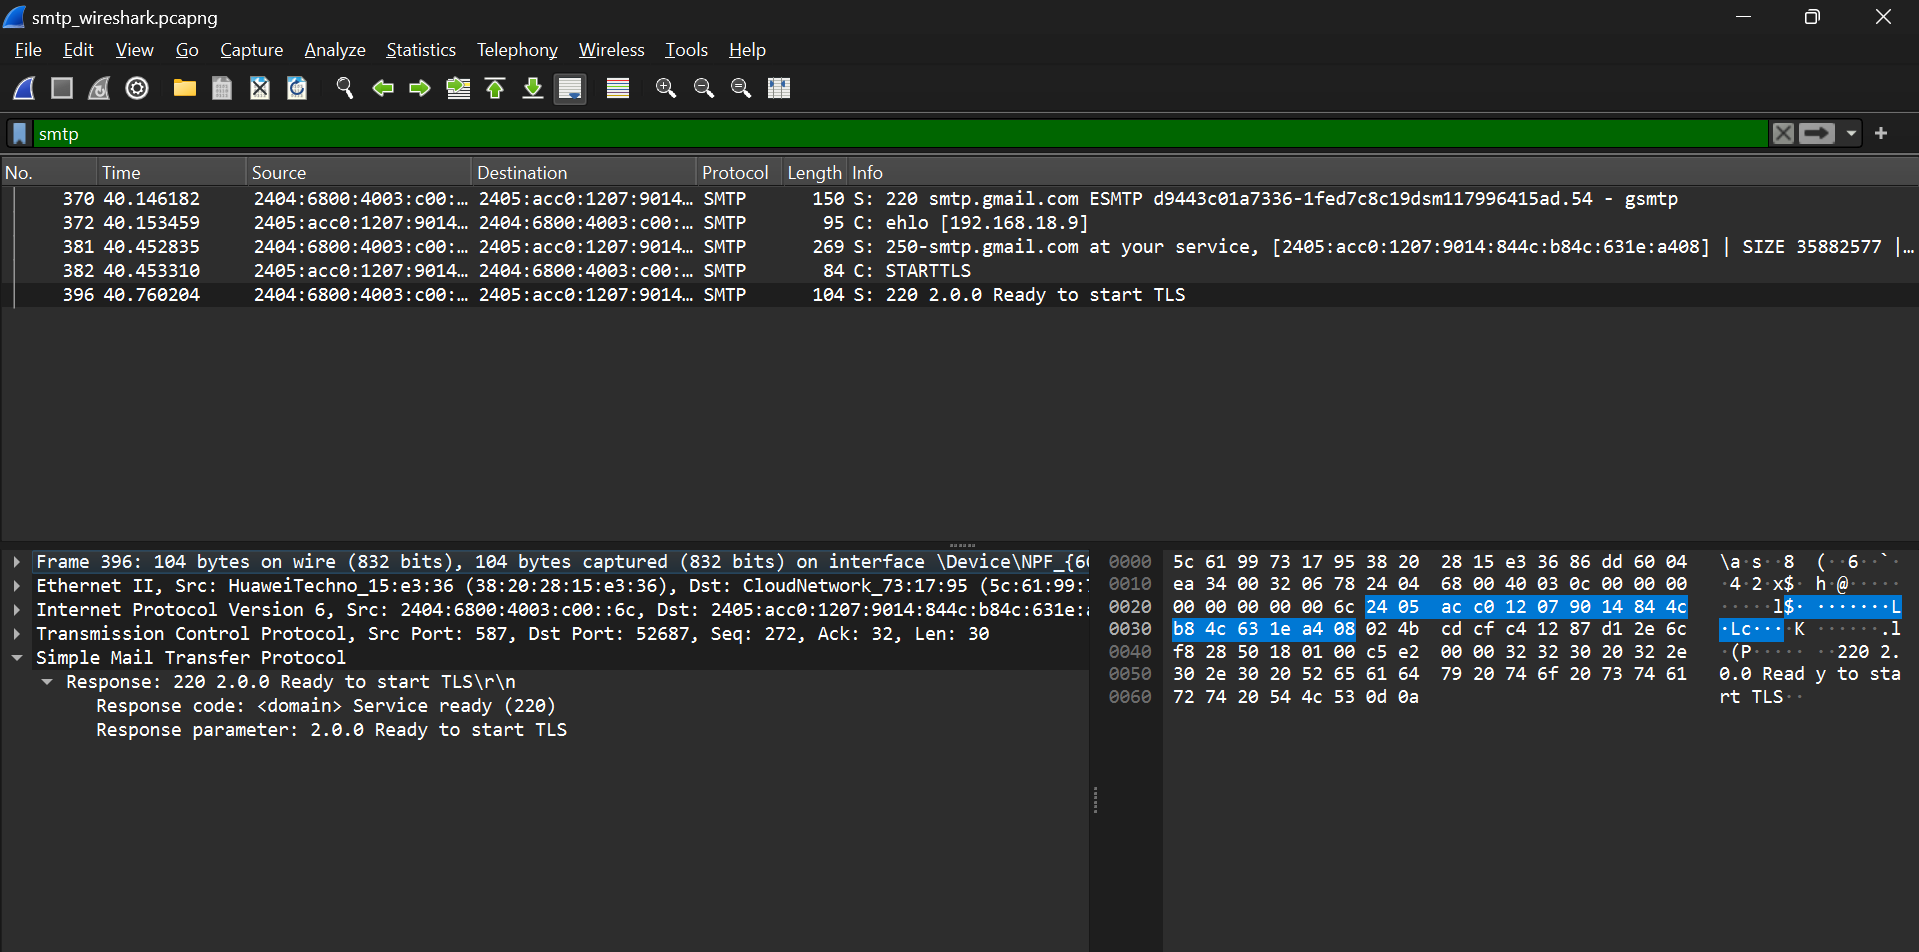 smtp_wireshark.pcapng
File Edit View Go Capture Analyze Statistics Telephony Wireless Tools Help
smtp
No. Time Source Destination Protocol Length Info
370 40.146182 2404:6800:4003:c00:… 2405:acc0:1207:9014… SMTP 150 S: 220 smtp.gmail.com ESMTP d9443c01a7336-1fed7c8c19dsm117996415ad.54 - gsmtp
372 40.153459 2405:acc0:1207:9014… 2404:6800:4003:c00:… SMTP 95 C: ehlo [192.168.18.9]
381 40.452835 2404:6800:4003:c00:… 2405:acc0:1207:9014… SMTP 269 S: 250-smtp.gmail.com at your service, [2405:acc0:1207:9014:844c:b84c:631e:a408] | SIZE 35882577 |…
382 40.453310 2405:acc0:1207:9014… 2404:6800:4003:c00:… SMTP 84 C: STARTTLS
396 40.760204 2404:6800:4003:c00:… 2405:acc0:1207:9014… SMTP 104 S: 220 2.0.0 Ready to start TLS
Frame 396: 104 bytes on wire (832 bits), 104 bytes captured (832 bits) on interface \Device\NPF_{60
Ethernet II, Src: HuaweiTechno_15:e3:36 (38:20:28:15:e3:36), Dst: CloudNetwork_73:17:95 (5c:61:99:
Internet Protocol Version 6, Src: 2404:6800:4003:c00::6c, Dst: 2405:acc0:1207:9014:844c:b84c:631e:
Transmission Control Protocol, Src Port: 587, Dst Port: 52687, Seq: 272, Ack: 32, Len: 30
Simple Mail Transfer Protocol
Response: 220 2.0.0 Ready to start TLS\r\n
Response code: <domain> Service ready (220)
Response parameter: 2.0.0 Ready to start TLS
0000 5c 61 99 73 17 95 38 20 28 15 e3 36 86 dd 60 04 \a·s··8 (··6··`·
0010 ea 34 00 32 06 78 24 04 68 00 40 03 0c 00 00 00 ·4·2·x$· h·@·····
0020 00 00 00 00 00 6c 24 05 ac c0 12 07 90 14 84 4c ·····l$· ·······L
0030 b8 4c 63 1e a4 08 02 4b cd cf c4 12 87 d1 2e 6c ·Lc····K ······.l
0040 f8 28 50 18 01 00 c5 e2 00 00 32 32 30 20 32 2e ·(P····· ··220 2.
0050 30 2e 30 20 52 65 61 64 79 20 74 6f 20 73 74 61 0.0 Read y to sta
0060 72 74 20 54 4c 53 0d 0a rt TLS··